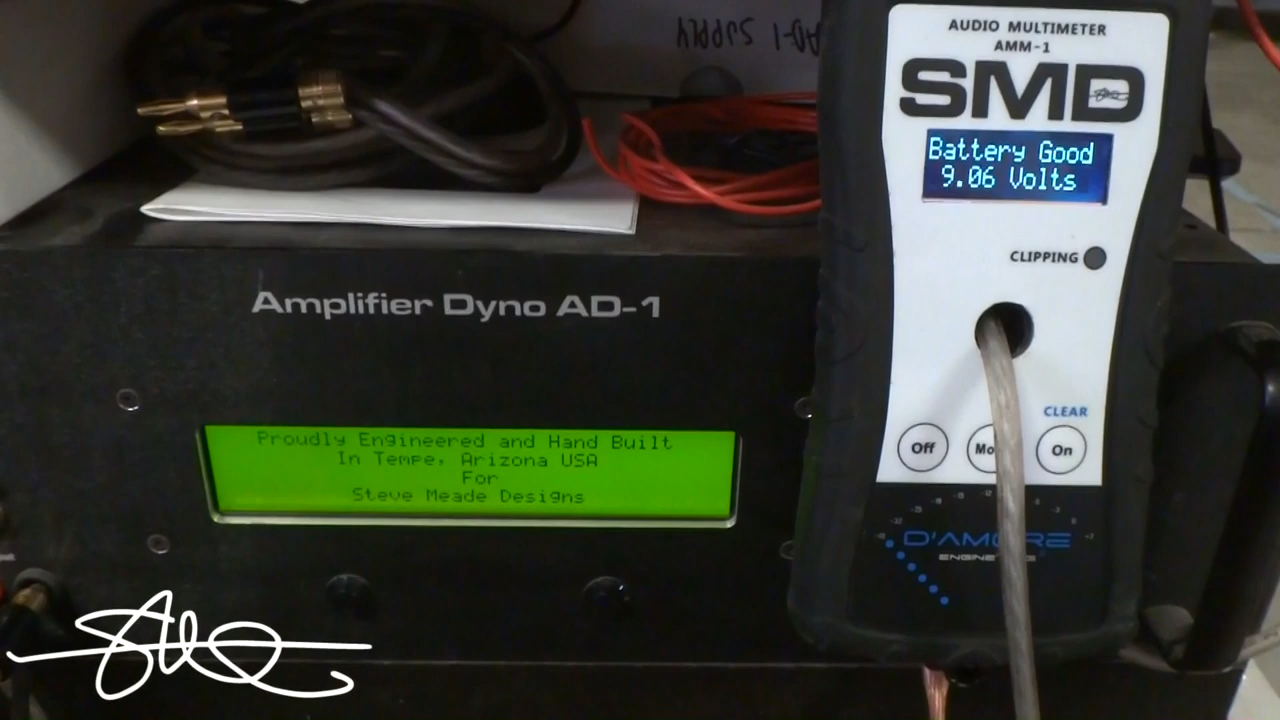 AD-1 SUPPLY
AUDIO MULTIMETER
AMM-1
SMD
Battery Good
9.06 Volts
CLIPPING
Amplifier Dyno AD-1
Proudly Engineered and Hand Built
In Tempe, Arizona USA
For
Steve Meade Designs
CLEAR
Off
Mo
On
D'AMORE
ENGINEERING